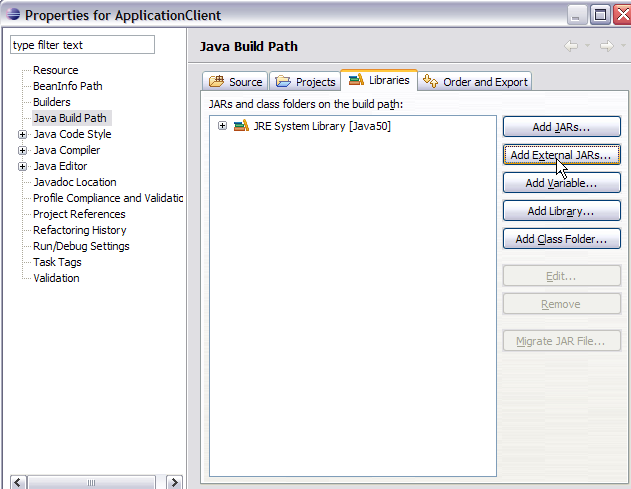 Properties for ApplicationClient
type filter text
Resource
BeanInfo Path
Builders
Java Build Path
Java Code Style
Java Compiler
Java Editor
Javadoc Location
Profile Compliance and Validatio
Project References
Refactoring History
Run/Debug Settings
Task Tags
Validation
Java Build Path
Source Projects Libraries Order and Export
JARs and class folders on the build path:
JRE System Library [Java50]
Add JARs...
Add External JARs...
Add Variable...
Add Library...
Add Class Folder...
Edit...
Remove
Migrate JAR File...